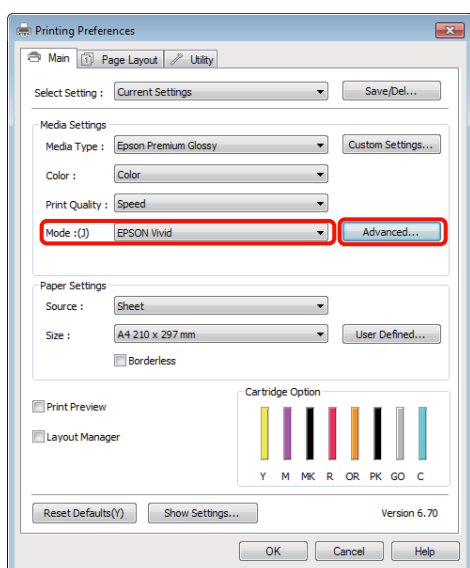 Printing Preferences
Main Page Layout Utility
Select Setting : Current Settings Save/Del...
Media Settings
Media Type : Epson Premium Glossy Custom Settings...
Color : Color
Print Quality : Speed
Mode :(J) EPSON Vivid Advanced...
Paper Settings
Source : Sheet
Size : A4 210 x 297 mm User Defined...
Borderless
Print Preview
Layout Manager
Cartridge Option
Y M MK R OR PK GO C
Reset Defaults(Y) Show Settings... Version 6.70
OK Cancel Help